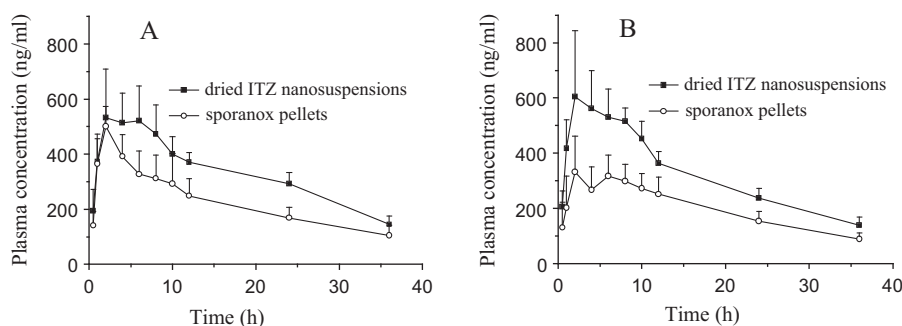 A
Plasma concentration (ng/ml)
800
600
400
200
0
dried ITZ nanosuspensions
sporanox pellets
0 10 20 30 40
Time (h)
B
Plasma concentration (ng/ml)
800
600
400
200
0
dried ITZ nanosuspensions
sporanox pellets
0 10 20 30 40
Time (h)